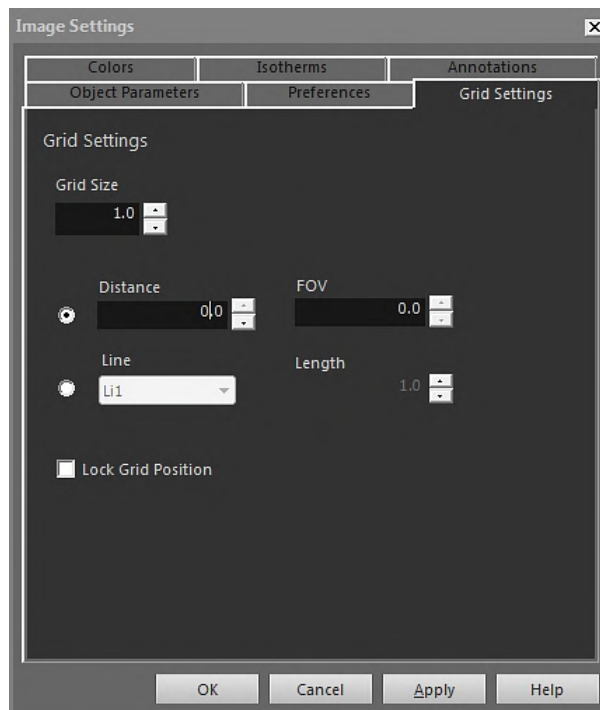 Image Settings
Colors Isotherms Annotations
Object Parameters Preferences Grid Settings
Grid Settings
Grid Size
1.0
Distance FOV
0.0 0.0
Line Length
Li1 1.0
Lock Grid Position
OK Cancel Apply Help